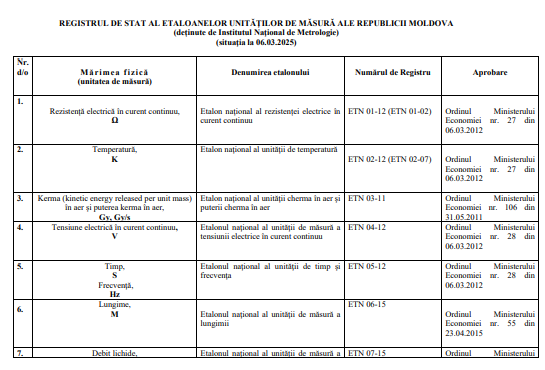 REGISTRUL DE STAT AL ETALOANELOR UNITĂȚILOR DE MĂSURĂ ALE REPUBLICII MOLDOVA
(deținute de Institutul Național de Metrologie)
(situația la 06.03.2025)
Nr.
d/o
Mărimea fizică
(unitatea de măsură)
Denumirea etalonului
Numărul de Registru
Aprobare
1.
Rezistență electrică în curent continuu,
Ω
Etalon național al rezistenței electrice în
curent continuu
ETN 01-12 (ETN 01-02)
Ordinul Ministerului
Economiei nr. 27 din
06.03.2012
2.
Temperatură,
K
Etalon național al unității de temperatură
ETN 02-12 (ETN 02-07)
Ordinul Ministerului
Economiei nr. 27 din
06.03.2012
3.
Kerma (kinetic energy released per unit mass)
în aer și puterea kerma în aer,
Gy, Gy/s
Etalon național al unității cherma în aer și
puterii cherma în aer
ETN 03-11
Ordinul Ministerului
Economiei nr. 106 din
31.05.2011
4.
Tensiune electrică în curent continuu,
V
Etalonul național al unității de măsură a
tensiunii electrice în curent continuu
ETN 04-12
Ordinul Ministerului
Economiei nr. 28 din
06.03.2012
5.
Timp,
S
Frecvență,
Hz
Etalonul național al unității de timp și
frecvența
ETN 05-12
Ordinul Ministerului
Economiei nr. 28 din
06.03.2012
6.
Lungime,
M
Etalonul național al unității de măsură a
lungimii
ETN 06-15
Ordinul Ministerului
Economiei nr. 55 din
23.04.2015
7.
Debit lichide,
Etalonul național al unității de măsură a
ETN 07-15
Ordinul Ministerului